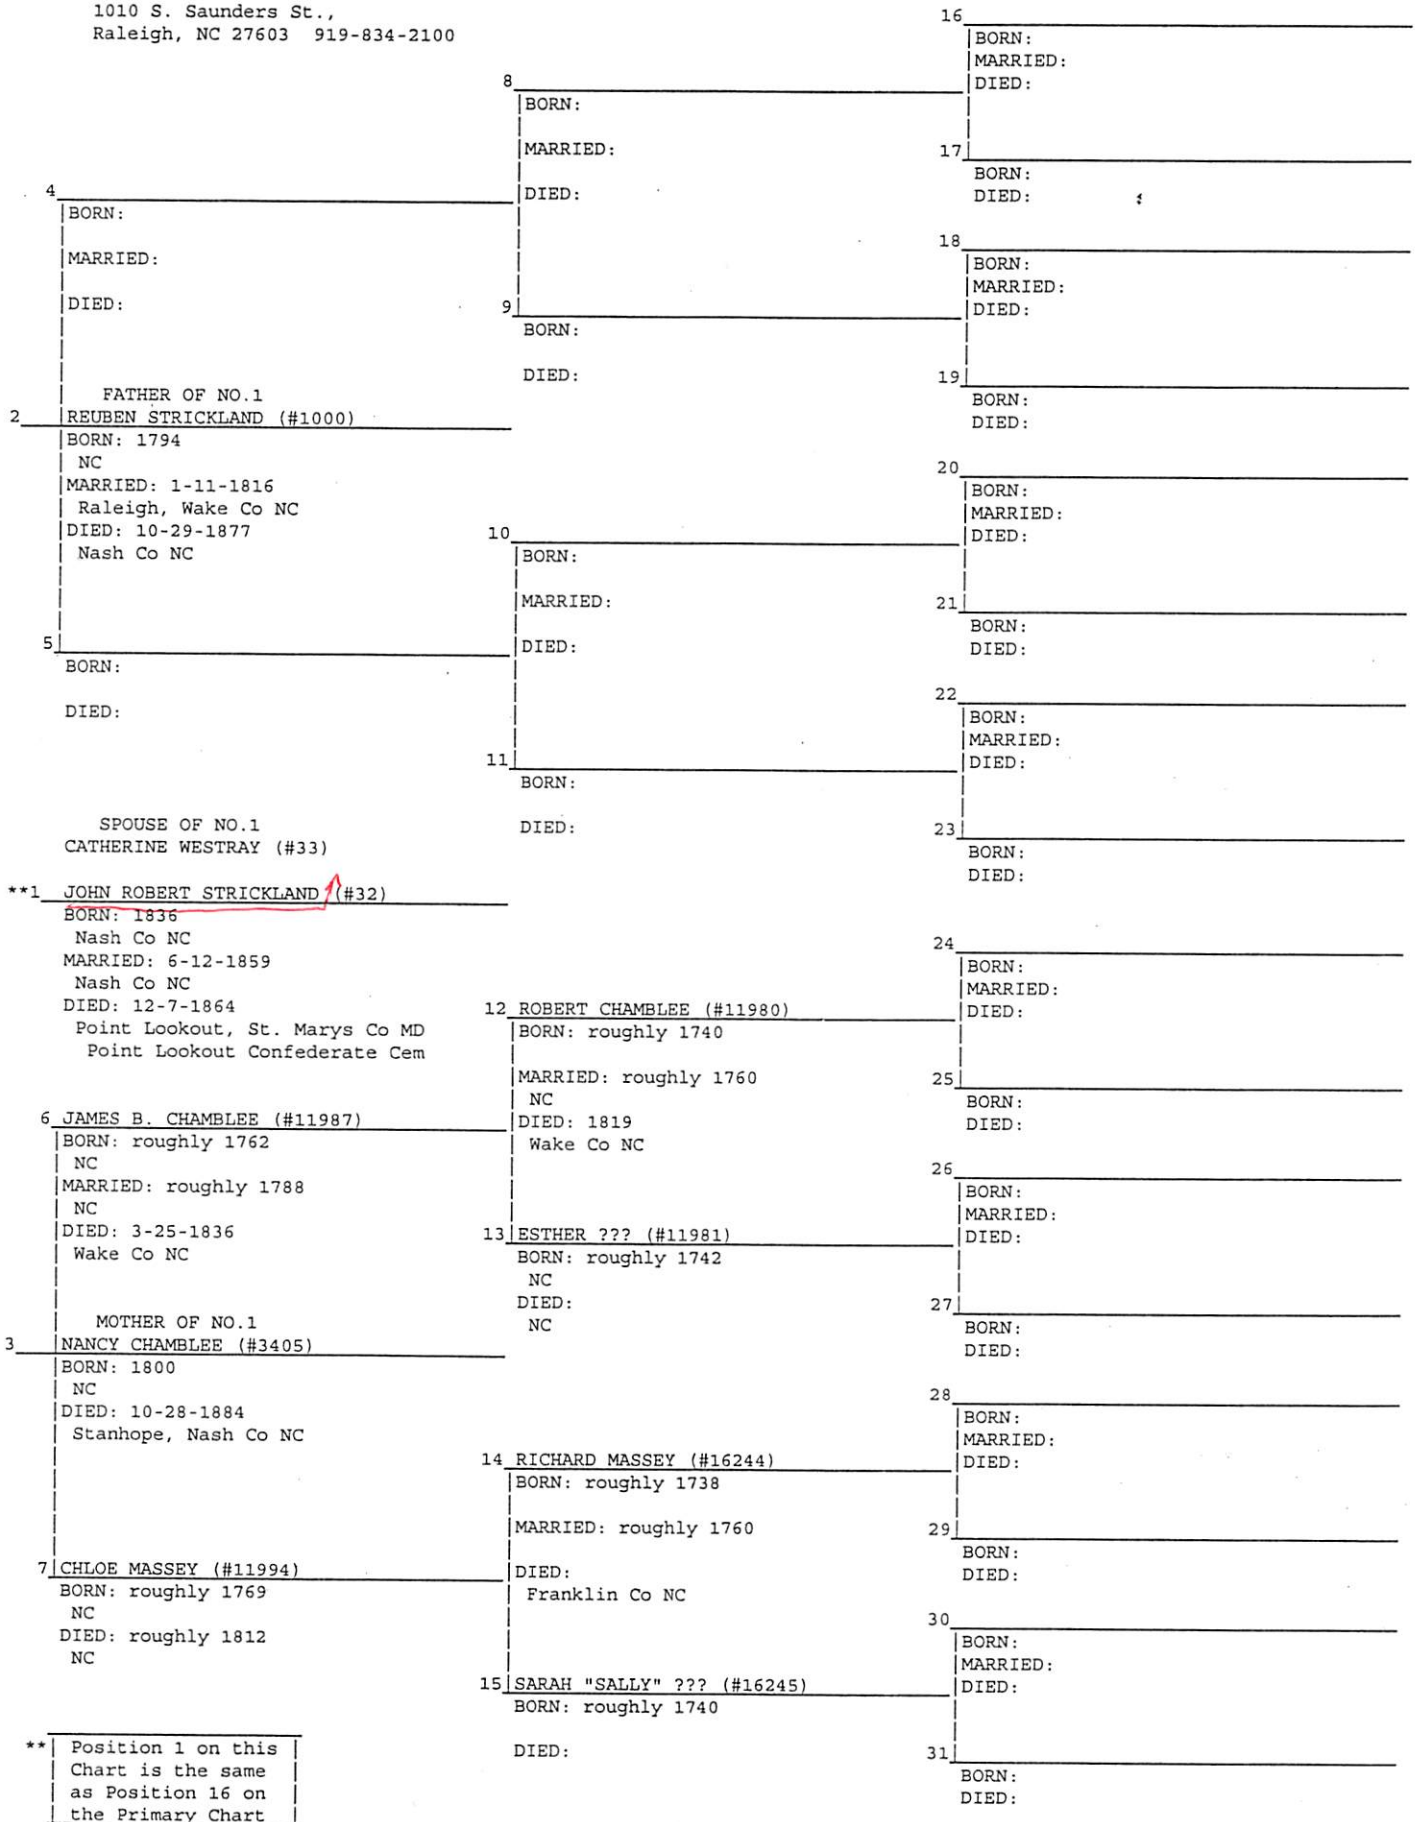 1010 S. Saunders St.,
Raleigh, NC 27603 919-834-2100
16
BORN:
MARRIED:
DIED:
8
BORN:
MARRIED:
DIED:
17
BORN:
DIED:
4
BORN:
MARRIED:
DIED:
18
BORN:
MARRIED:
DIED:
9
BORN:
DIED:
19
BORN:
DIED:
FATHER OF NO.1
2 REUBEN STRICKLAND (#1000)
BORN: 1794
NC
MARRIED: 1-11-1816
Raleigh, Wake Co NC
DIED: 10-29-1877
Nash Co NC
20
BORN:
MARRIED:
DIED:
10
BORN:
MARRIED:
DIED:
21
BORN:
DIED:
5
BORN:
DIED:
22
BORN:
MARRIED:
DIED:
11
BORN:
DIED:
23
BORN:
DIED:
SPOUSE OF NO.1
CATHERINE WESTRAY (#33)
**1 JOHN ROBERT STRICKLAND (#32)
BORN: 1836
Nash Co NC
MARRIED: 6-12-1859
Nash Co NC
DIED: 12-7-1864
Point Lookout, St. Marys Co MD
Point Lookout Confederate Cem
24
BORN:
MARRIED:
DIED:
12 ROBERT CHAMBLEE (#11980)
BORN: roughly 1740
MARRIED: roughly 1760
NC
DIED: 1819
Wake Co NC
25
BORN:
DIED:
6 JAMES B. CHAMBLEE (#11987)
BORN: roughly 1762
NC
MARRIED: roughly 1788
NC
DIED: 3-25-1836
Wake Co NC
26
BORN:
MARRIED:
DIED:
13 ESTHER ??? (#11981)
BORN: roughly 1742
NC
DIED:
NC
27
BORN:
DIED:
MOTHER OF NO.1
3 NANCY CHAMBLEE (#3405)
BORN: 1800
NC
DIED: 10-28-1884
Stanhope, Nash Co NC
28
BORN:
MARRIED:
DIED:
14 RICHARD MASSEY (#16244)
BORN: roughly 1738
MARRIED: roughly 1760
DIED:
Franklin Co NC
29
BORN:
DIED:
7 CHLOE MASSEY (#11994)
BORN: roughly 1769
NC
DIED: roughly 1812
NC
30
BORN:
MARRIED:
DIED:
15 SARAH "SALLY" ??? (#16245)
BORN: roughly 1740
DIED:
31
BORN:
DIED:
** Position 1 on this
Chart is the same
as Position 16 on
the Primary Chart